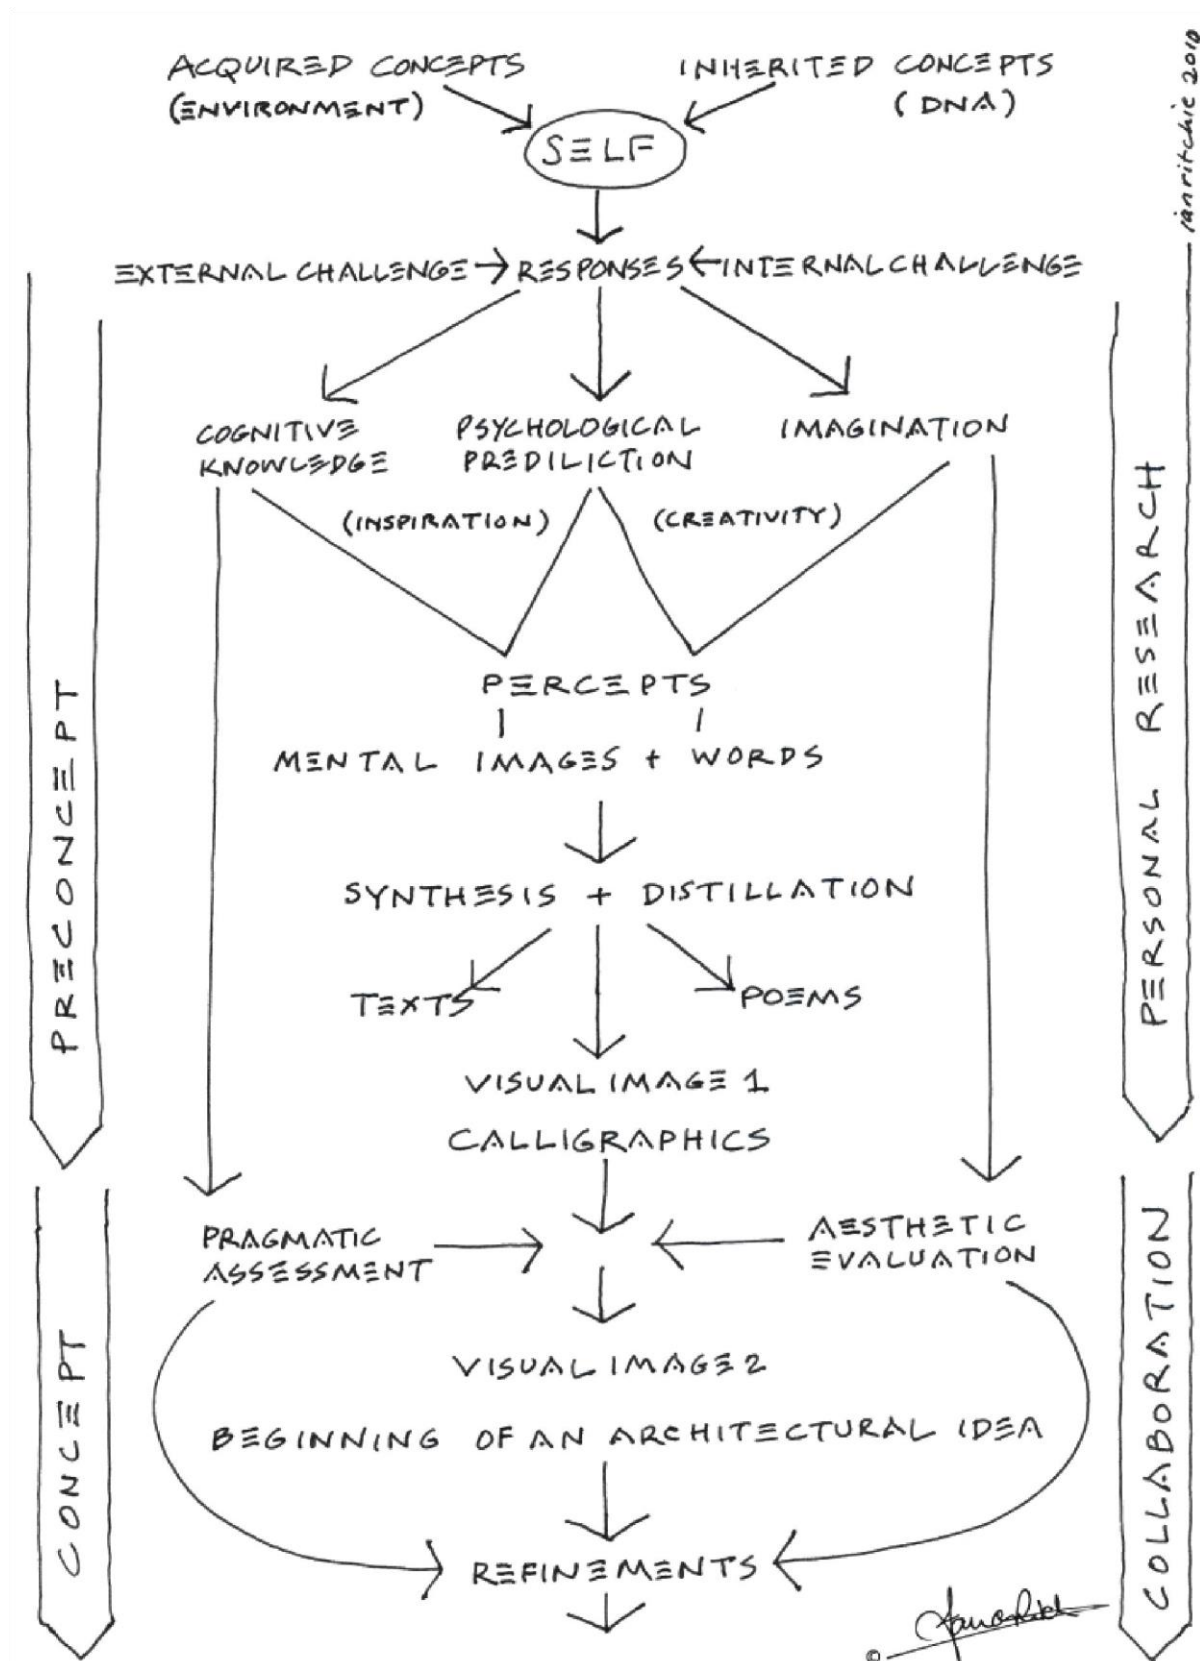 ianritchie 2010
ACQUIRED CONCEPTS
(ENVIRONMENT)
INHERITED CONCEPTS
(DNA)
SELF
EXTERNAL CHALLENGE
RESPONSES
INTERNAL CHALLENGE
COGNITIVE
KNOWLEDGE
PSYCHOLOGICAL
PREDILICTION
IMAGINATION
(INSPIRATION)
(CREATIVITY)
PERCEPTS
MENTAL IMAGES + WORDS
SYNTHESIS + DISTILLATION
TEXTS
POEMS
VISUAL IMAGE 1
CALLIGRAPHICS
PRECONCEPT
PERSONAL RESEARCH
PRAGMATIC
ASSESSMENT
AESTHETIC
EVALUATION
VISUAL IMAGE 2
BEGINNING OF AN ARCHITECTURAL IDEA
REFINEMENTS
CONCEPT
COLLABORATION
©